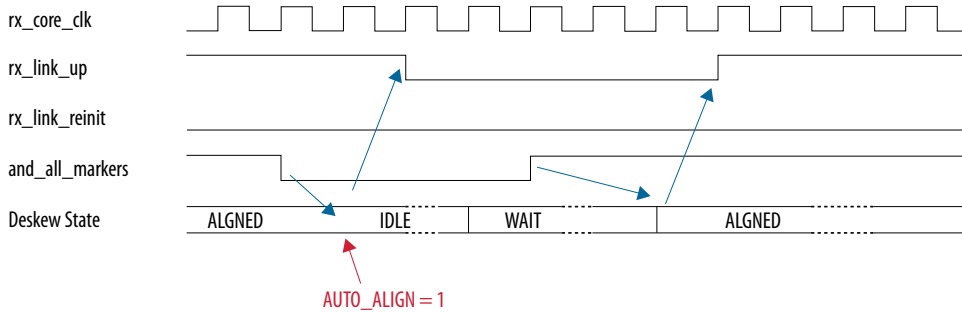 rx_core_clk
rx_link_up
rx_link_reinit
and_all_markers
Deskew State ALGNED IDLE WAIT ALGNED
AUTO_ALIGN = 1